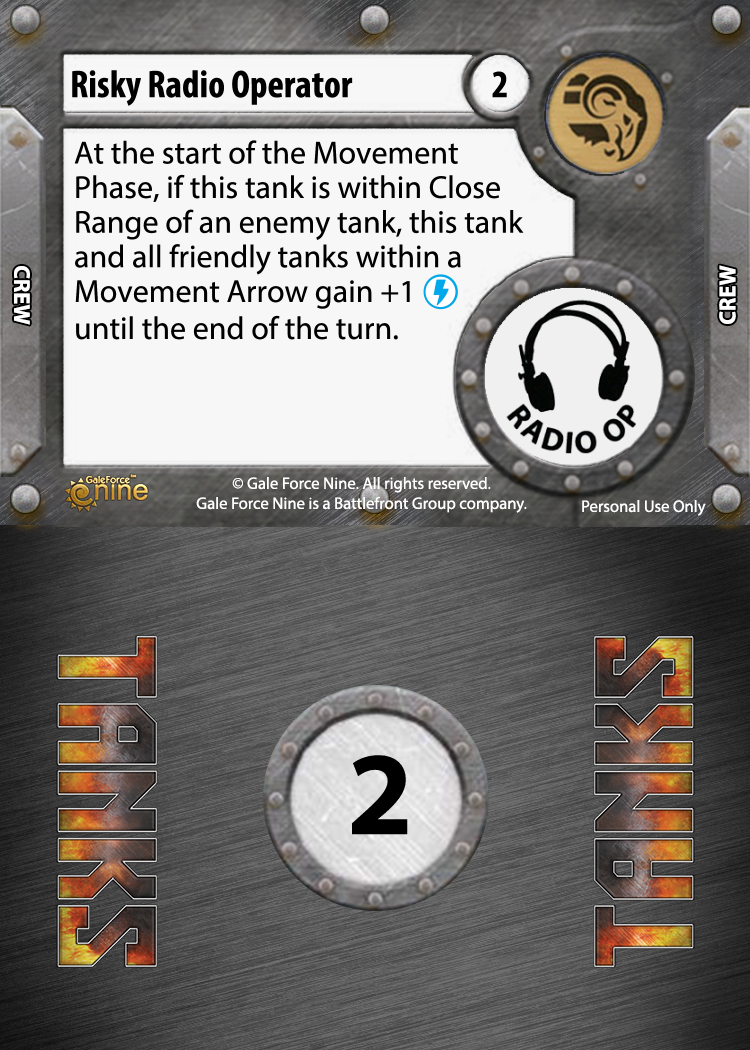 Risky Radio Operator
2
At the start of the Movement
Phase, if this tank is within Close
Range of an enemy tank, this tank
and all friendly tanks within a
Movement Arrow gain +1
until the end of the turn.
CREW
CREW
RADIO OP
GaleForce™
nine
© Gale Force Nine. All rights reserved.
Gale Force Nine is a Battlefront Group company.
Personal Use Only
TANKS
2
TANKS